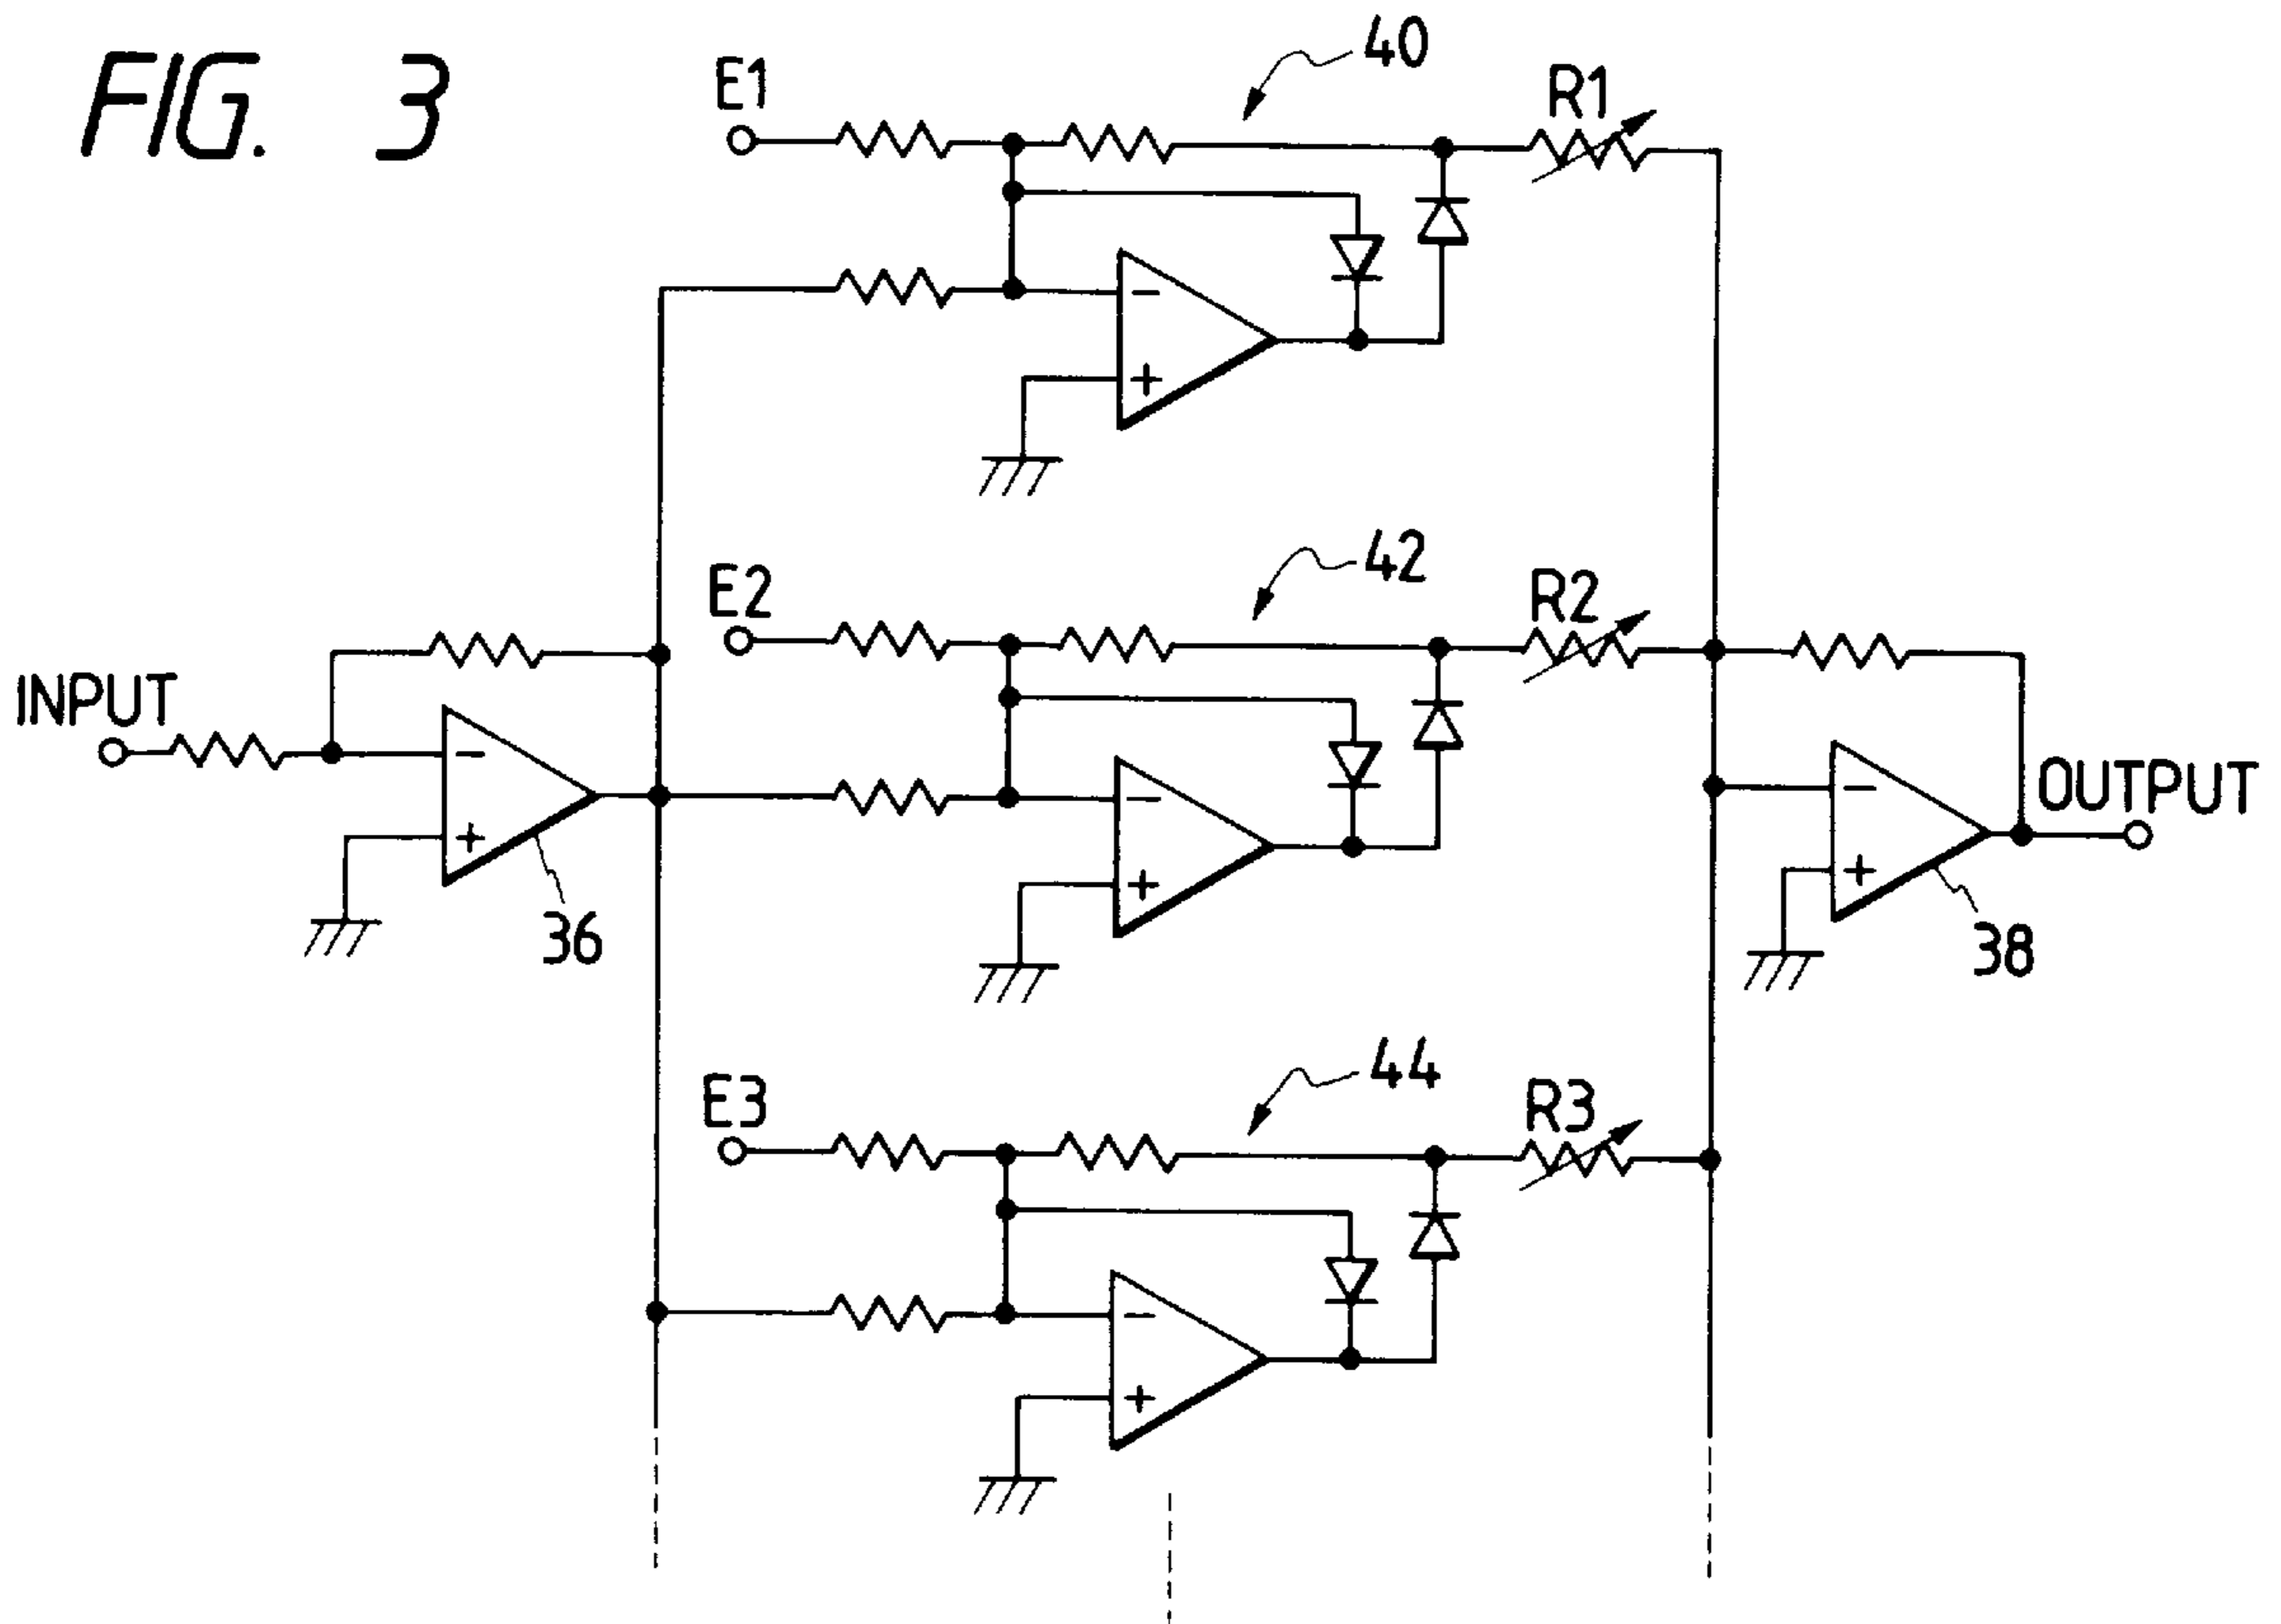 FIG. 3
E1
40
R1
−
+
E2
42
R2
INPUT
−
+
36
−
+
OUTPUT
−
+
38
E3
44
R3
−
+